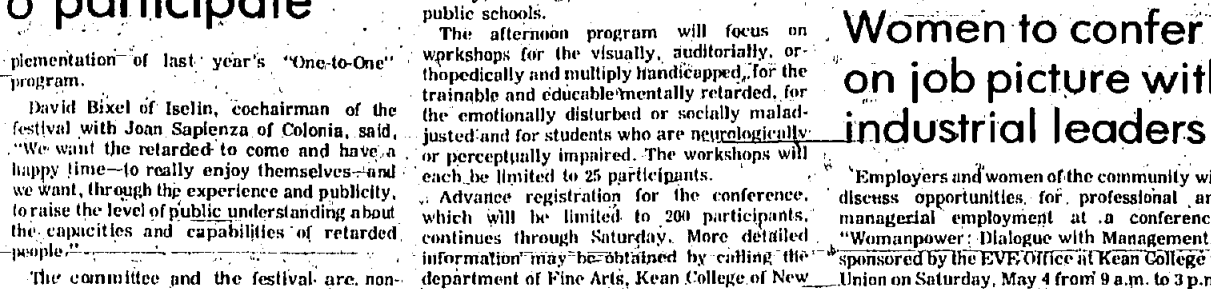 o participate
plementation of last year's "One-to-One"
program.
David Bixel of Iselin, cochairman of the
festival with Joan Sapienza of Colonia, said,
"We want the retarded to come and have a
happy time—to really enjoy themselves—and
we want, through the experience and publicity,
to raise the level of public understanding about
the capacities and capabilities of retarded
people."
The committee and the festival are non-
public schools.
The afternoon program will focus on
workshops for the visually, auditorially, or-
thopedically and multiply handicapped, for the
trainable and educable mentally retarded, for
the emotionally disturbed or socially malad-
justed and for students who are neurologically
or perceptually impaired. The workshops will
each be limited to 25 participants.
Advance registration for the conference,
which will be limited to 200 participants,
continues through Saturday. More detailed
information may be obtained by calling the
department of Fine Arts, Kean College of New
Women to confer
on job picture with
industrial leaders
Employers and women of the community wi
discuss opportunities for professional an
managerial employment at a conferenc
"Womanpower: Dialogue with Management
sponsored by the EVE Office at Kean College
Union on Saturday, May 4 from 9 a.m. to 3 p.m